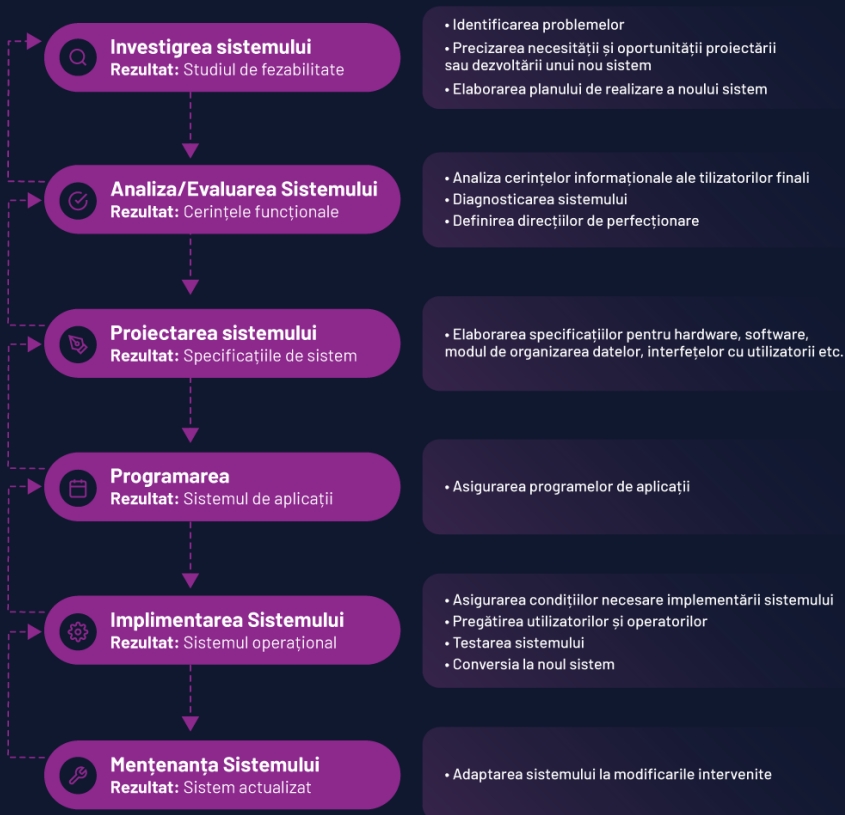 Investigrea sistemului
Rezultat: Studiul de fezabilitate
• Identificarea problemelor
• Precizarea necesității și oportunității proiectării
sau dezvoltării unui nou sistem
• Elaborarea planului de realizare a noului sistem
Analiza/Evaluarea Sistemului
Rezultat: Cerințele funcționale
• Analiza cerințelor informaționale ale tilizatorilor finali
• Diagnosticarea sistemului
• Definirea direcțiilor de perfecționare
Proiectarea sistemului
Rezultat: Specificațiile de sistem
• Elaborarea specificațiilor pentru hardware, software,
modul de organizarea datelor, interfețelor cu utilizatorii etc.
Programarea
Rezultat: Sistemul de aplicații
• Asigurarea programelor de aplicații
Implimentarea Sistemului
Rezultat: Sistemul operațional
• Asigurarea condițiilor necesare implementării sistemului
• Pregătirea utilizatorilor și operatorilor
• Testarea sistemului
• Conversia la noul sistem
Mențenanța Sistemului
Rezultat: Sistem actualizat
• Adaptarea sistemului la modificarile intervenite